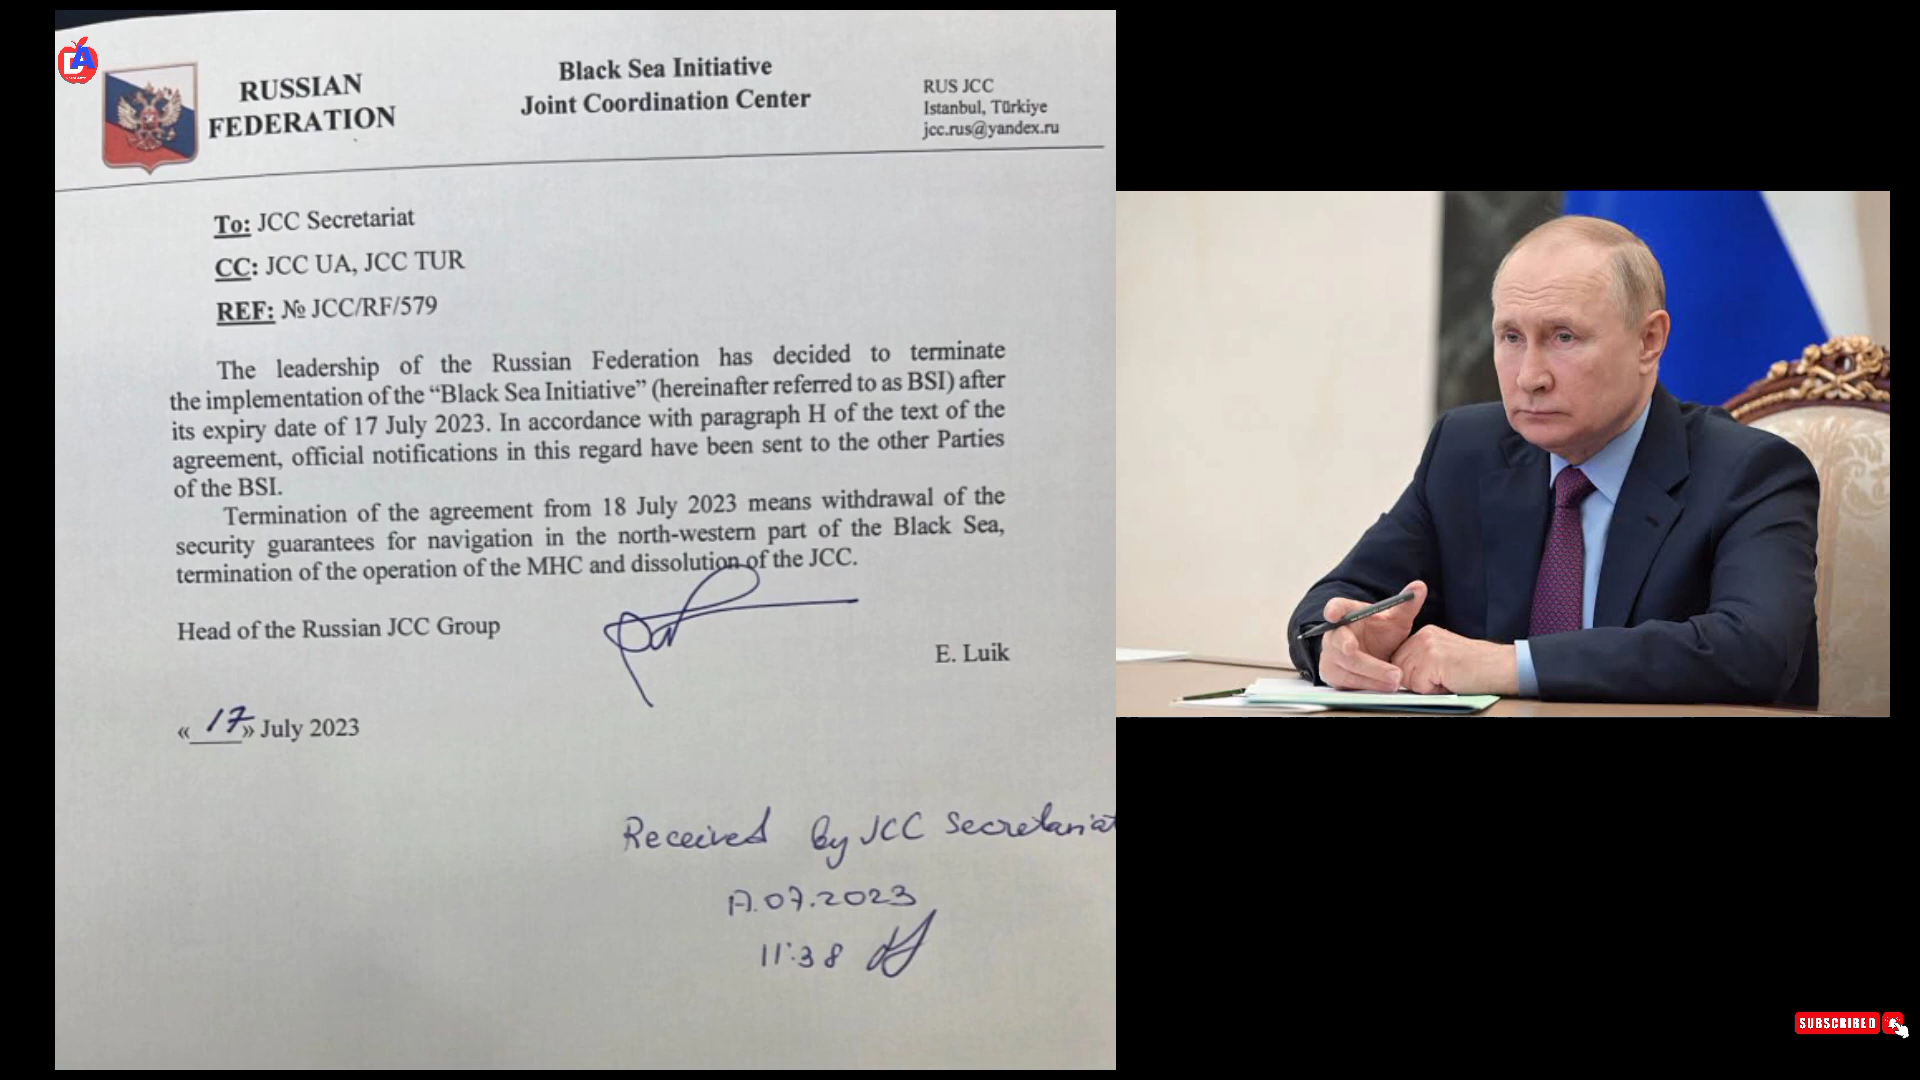 DA
RUSSIAN
FEDERATION
Black Sea Initiative
Joint Coordination Center
RUS JCC
Istanbul, Türkiye
jcc.rus@yandex.ru
To: JCC Secretariat
CC: JCC UA, JCC TUR
REF: № JCC/RF/579
The leadership of the Russian Federation has decided to terminate
the implementation of the “Black Sea Initiative” (hereinafter referred to as BSI) after
its expiry date of 17 July 2023. In accordance with paragraph H of the text of the
agreement, official notifications in this regard have been sent to the other Parties
of the BSI.
Termination of the agreement from 18 July 2023 means withdrawal of the
security guarantees for navigation in the north-western part of the Black Sea,
termination of the operation of the MHC and dissolution of the JCC.
Head of the Russian JCC Group
E. Luik
« 17 » July 2023
Received by JCC Secretariat
17.07.2023
11:38
SUBSCRIBED